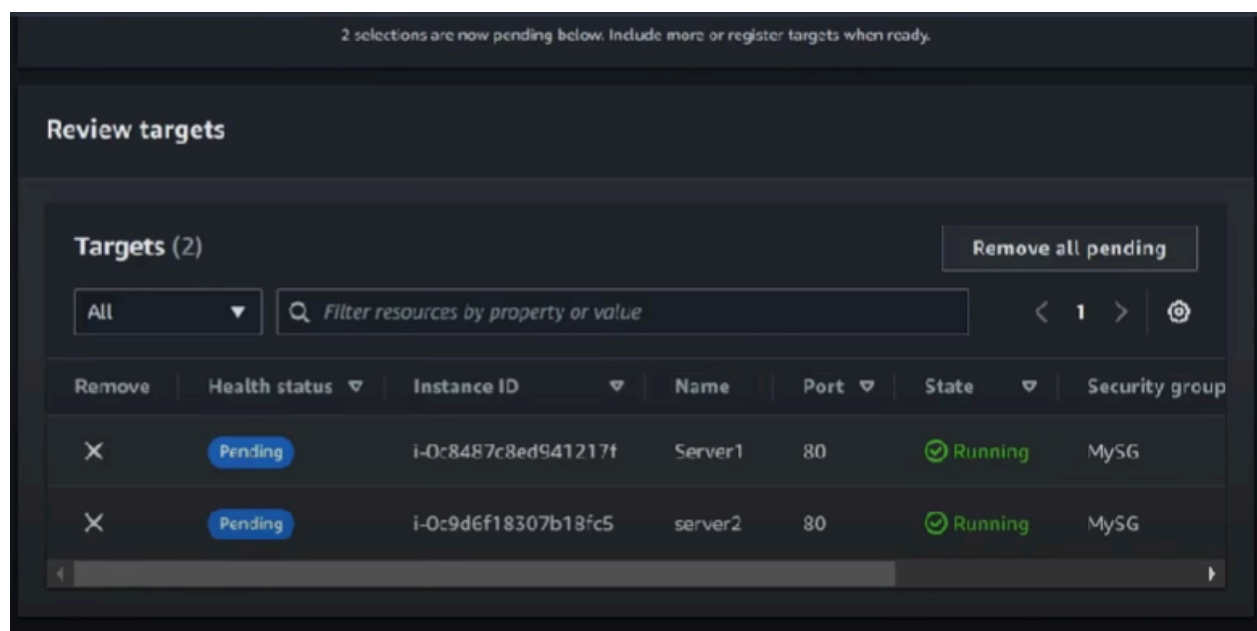 2 selections are now pending below. Include more or register targets when ready.
Review targets
Targets (2)
Remove all pending
All
Filter resources by property or value
1
Remove Health status Instance ID Name Port State Security group
Pending i-0c8487c8ed941217f Server1 80 Running MySG
Pending i-0c9d6f18307b18fc5 server2 80 Running MySG